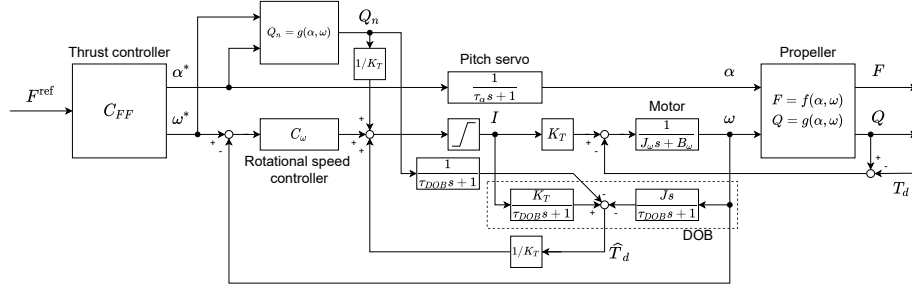 Thrust controller
F^ref
C_FF
α*
ω*
Q_n = g(α,ω)
Q_n
1/K_T
+
-
C_ω
Rotational speed
controller
+
+
+
Pitch servo
1
τ_α s + 1
I
K_T
+
-
Motor
1
J_ω s + B_ω
α
ω
Propeller
F = f(α,ω)
Q = g(α,ω)
F
Q
+
-
T_d
1
τ_DOB s + 1
K_T
τ_DOB s + 1
-
+
-
Js
τ_DOB s + 1
DOB
1/K_T
T̂_d